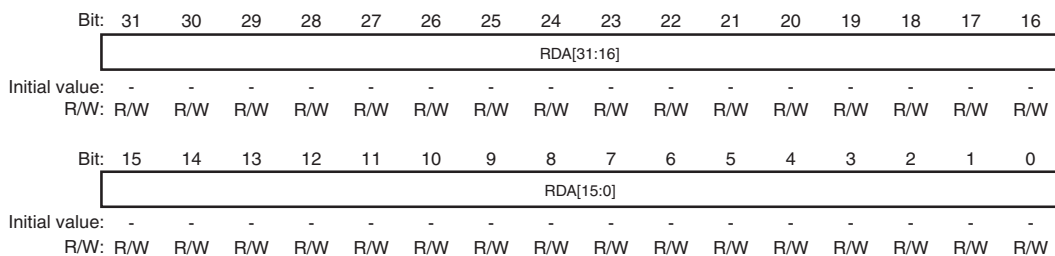 Bit: 31 30 29 28 27 26 25 24 23 22 21 20 19 18 17 16
RDA[31:16]
Initial value: - - - - - - - - - - - - - - - -
R/W: R/W R/W R/W R/W R/W R/W R/W R/W R/W R/W R/W R/W R/W R/W R/W R/W
Bit: 15 14 13 12 11 10 9 8 7 6 5 4 3 2 1 0
RDA[15:0]
Initial value: - - - - - - - - - - - - - - - -
R/W: R/W R/W R/W R/W R/W R/W R/W R/W R/W R/W R/W R/W R/W R/W R/W R/W